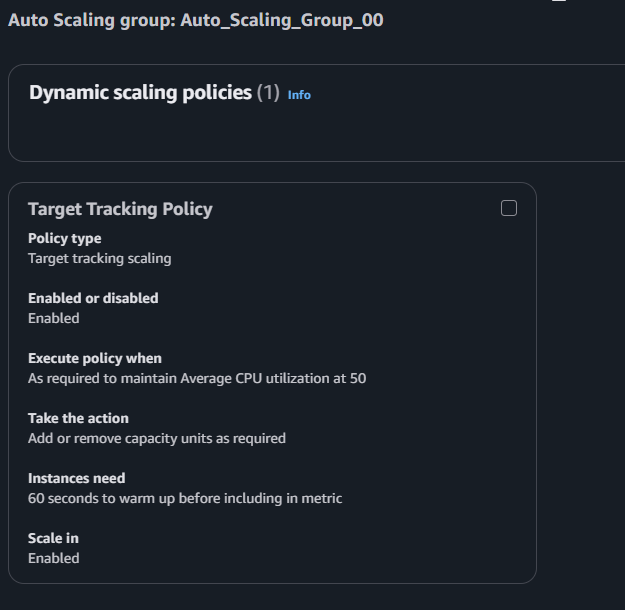 Auto Scaling group: Auto_Scaling_Group_00
Dynamic scaling policies (1) Info
Target Tracking Policy
Policy type
Target tracking scaling
Enabled or disabled
Enabled
Execute policy when
As required to maintain Average CPU utilization at 50
Take the action
Add or remove capacity units as required
Instances need
60 seconds to warm up before including in metric
Scale in
Enabled